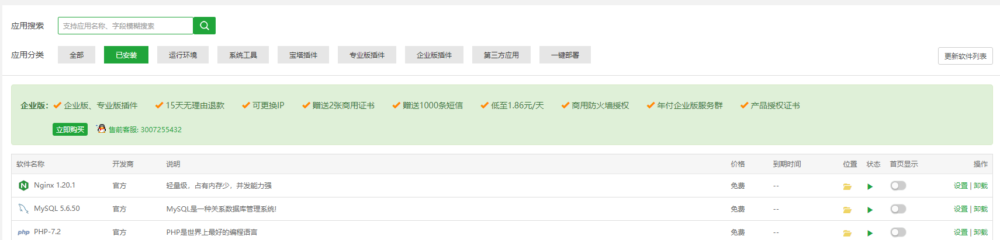 应用搜索 支持应用名称、字段模糊搜索
应用分类 全部 已安装 运行环境 系统工具 宝塔插件 专业版插件 企业版插件 第三方应用 一键部署 更新软件列表
企业版: 企业版、专业版插件 15天无理由退款 可更换IP 赠送2张商用证书 赠送1000条短信 低至1.86元/天 商用防火墙授权 年付企业版服务群 产品授权证书
立即购买 售前客服: 3007255432
软件名称 开发商 说明 价格 到期时间 位置 状态 首页显示 操作
Nginx 1.20.1 官方 轻量级，占有内存少，并发能力强 免费 -- 设置 | 卸载
MySQL 5.6.50 官方 MySQL是一种关系数据库管理系统! 免费 -- 设置 | 卸载
php PHP-7.2 官方 PHP是世界上最好的编程语言 免费 -- 设置 | 卸载